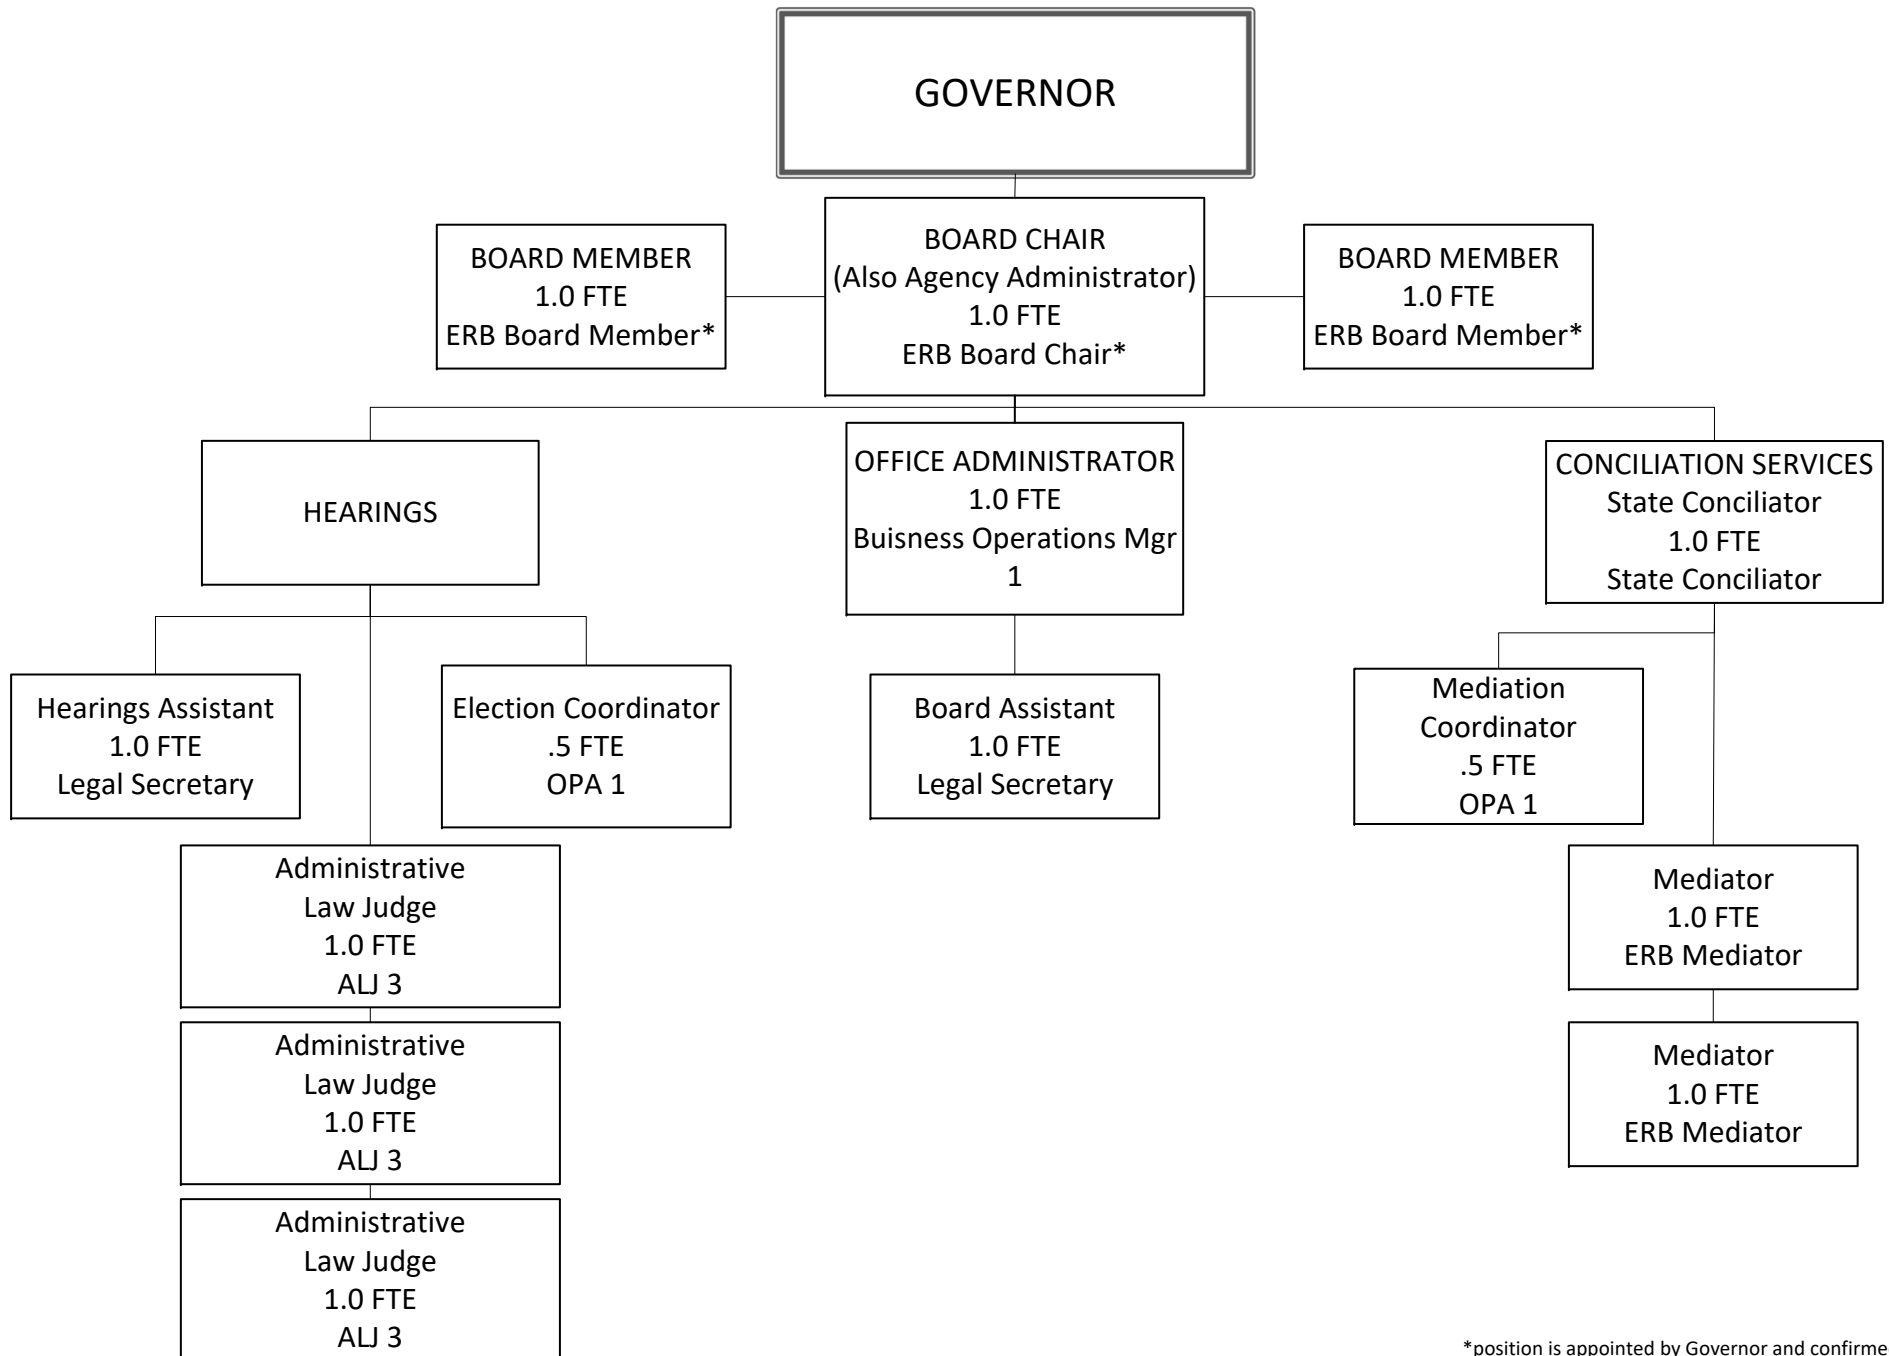 GOVERNOR
BOARD MEMBER
1.0 FTE
ERB Board Member*
BOARD CHAIR
(Also Agency Administrator)
1.0 FTE
ERB Board Chair*
BOARD MEMBER
1.0 FTE
ERB Board Member*
HEARINGS
OFFICE ADMINISTRATOR
1.0 FTE
Buisness Operations Mgr
1
CONCILIATION SERVICES
State Conciliator
1.0 FTE
State Conciliator
Hearings Assistant
1.0 FTE
Legal Secretary
Election Coordinator
.5 FTE
OPA 1
Board Assistant
1.0 FTE
Legal Secretary
Mediation
Coordinator
.5 FTE
OPA 1
Administrative
Law Judge
1.0 FTE
ALJ 3
Mediator
1.0 FTE
ERB Mediator
Administrative
Law Judge
1.0 FTE
ALJ 3
Mediator
1.0 FTE
ERB Mediator
Administrative
Law Judge
1.0 FTE
ALJ 3
*position is appointed by Governor and confirme